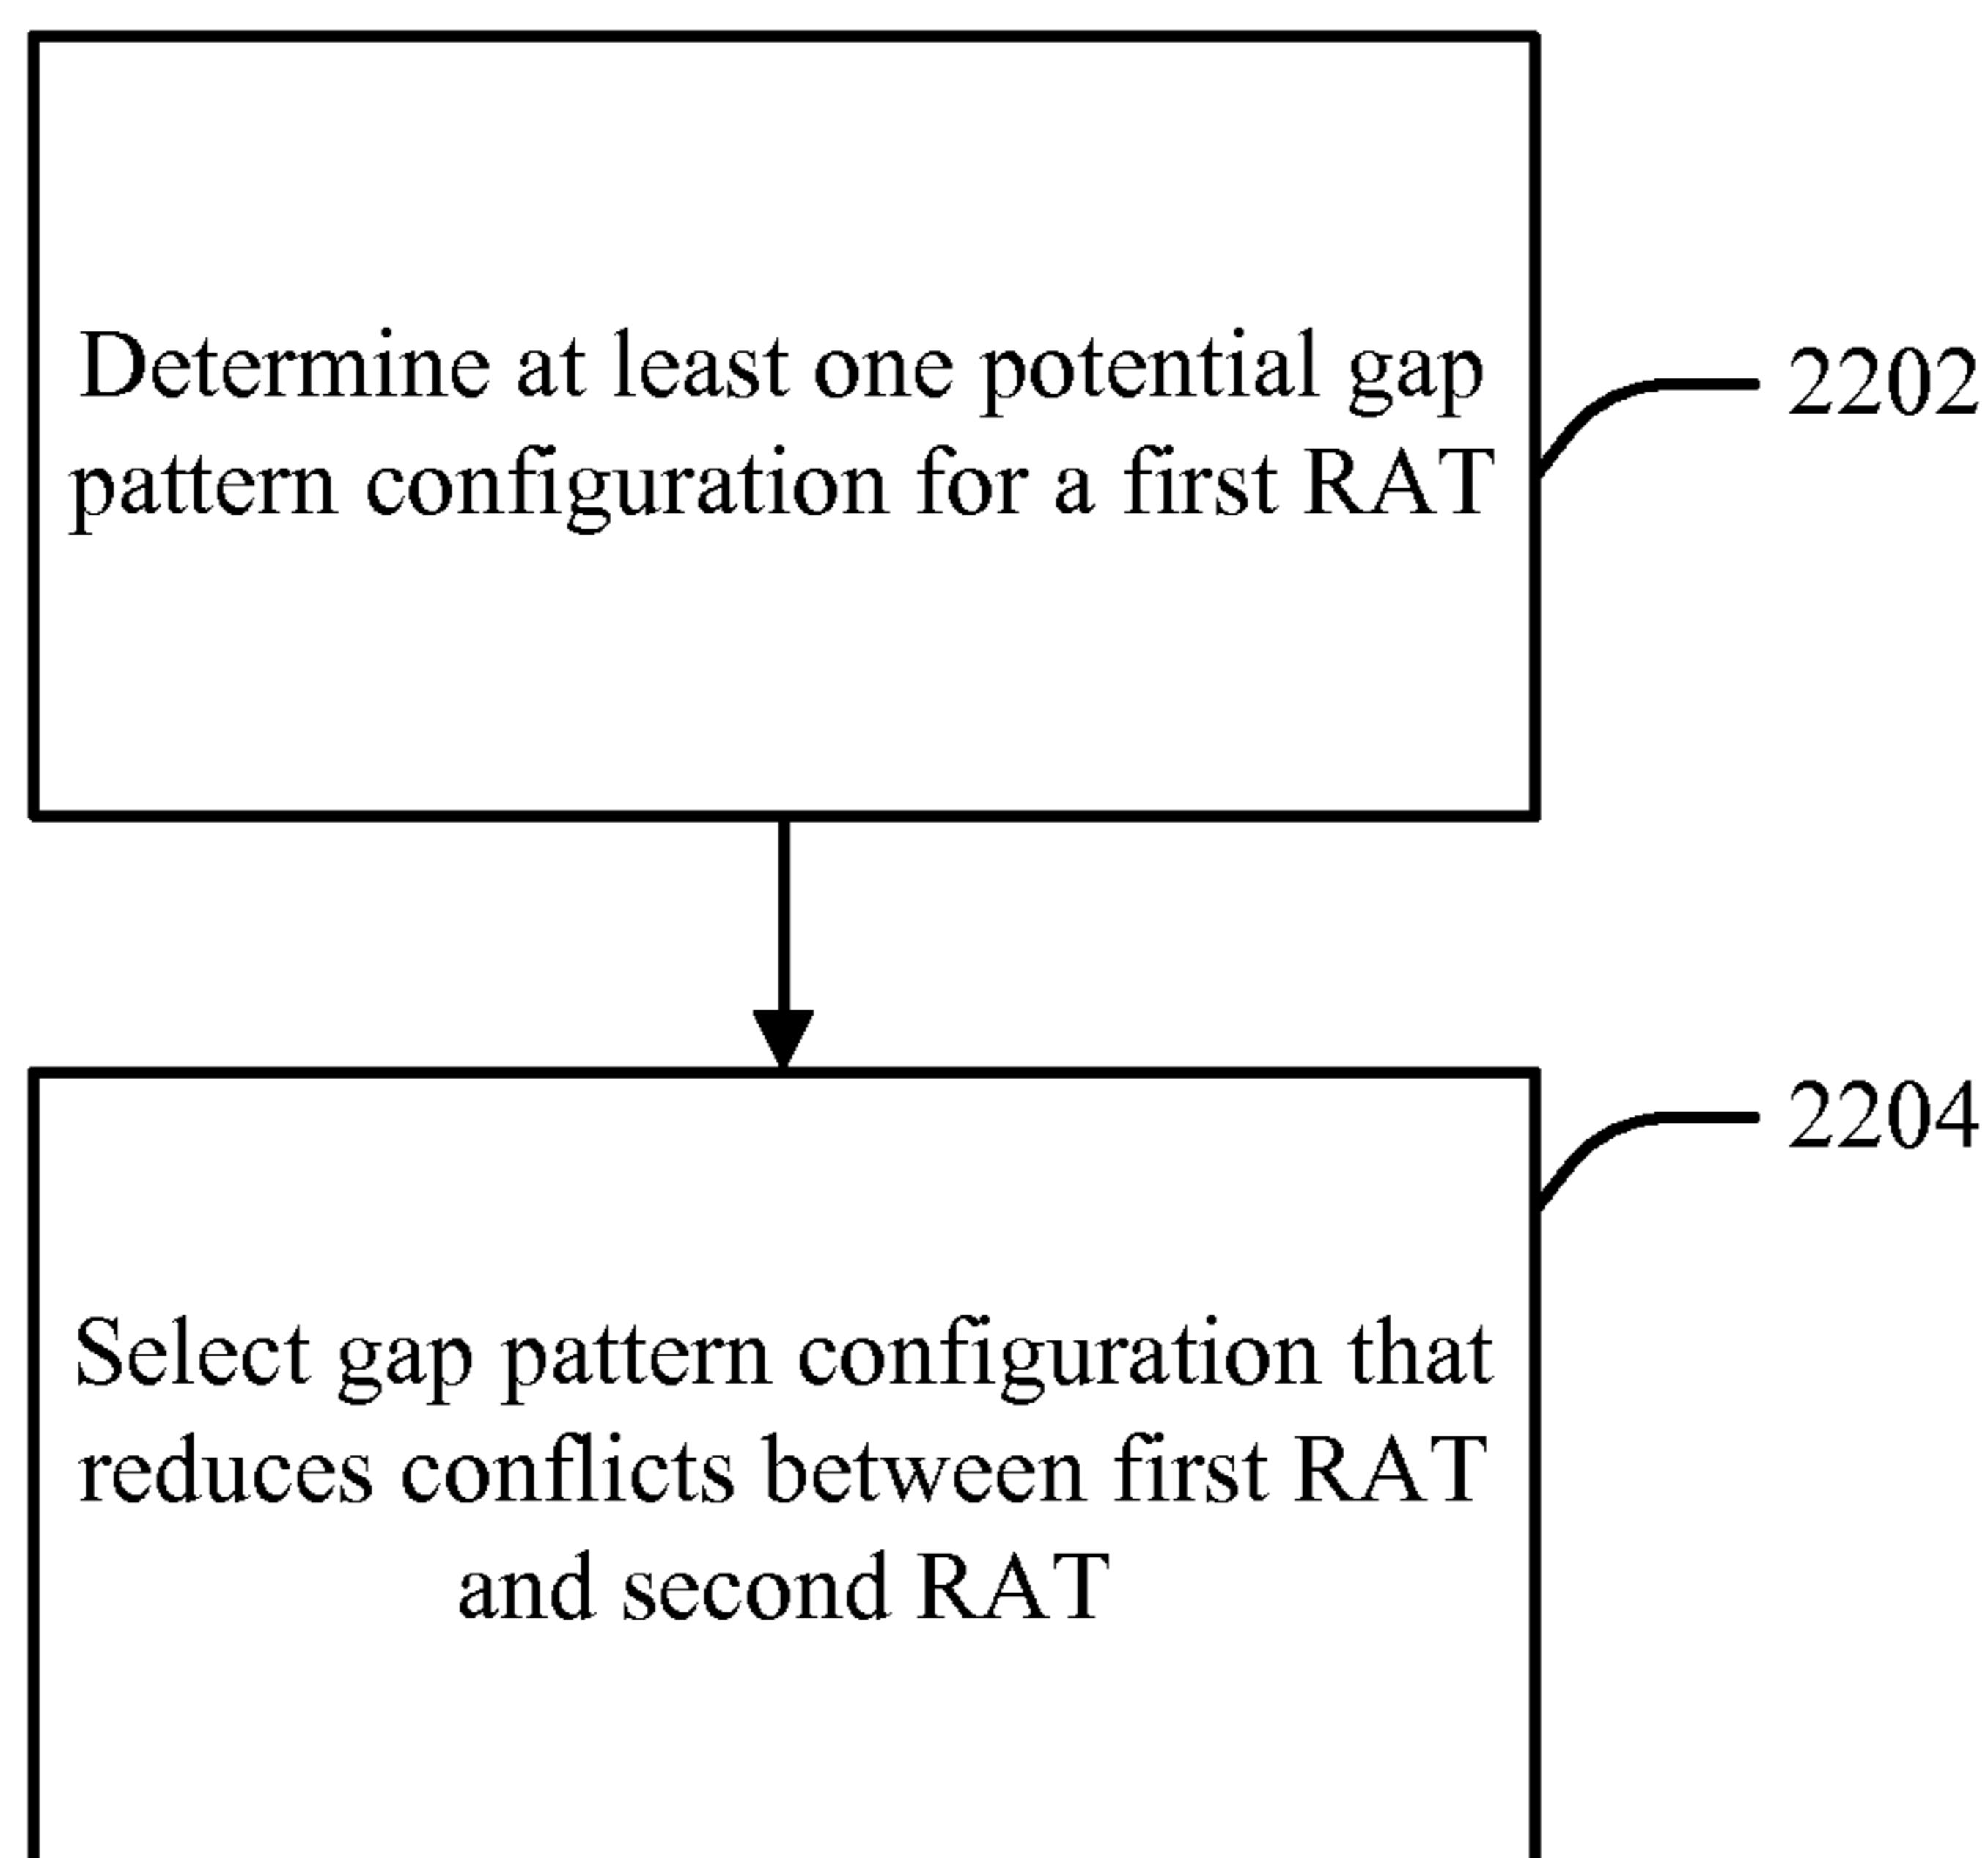 Determine at least one potential gap
pattern configuration for a first RAT
2202
2204
Select gap pattern configuration that
reduces conflicts between first RAT
and second RAT